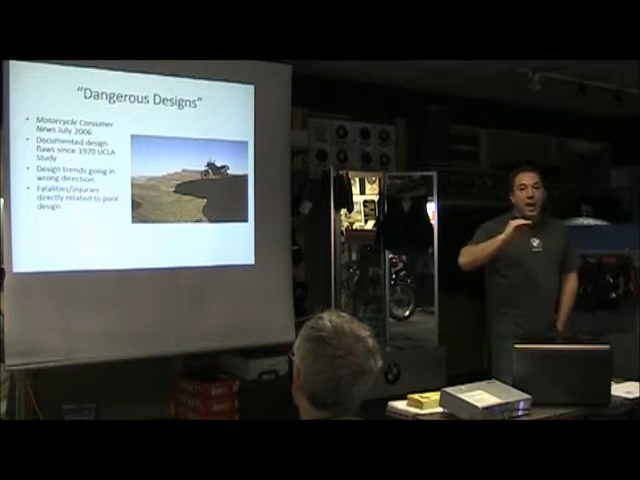 "Dangerous Designs"
• Motorcycle Consumer
News July 2006
• Documented design
flaws since 1970 UCLA
Study
• Design trends going in
wrong direction
• Fatalities/injuries
directly related to poor
design